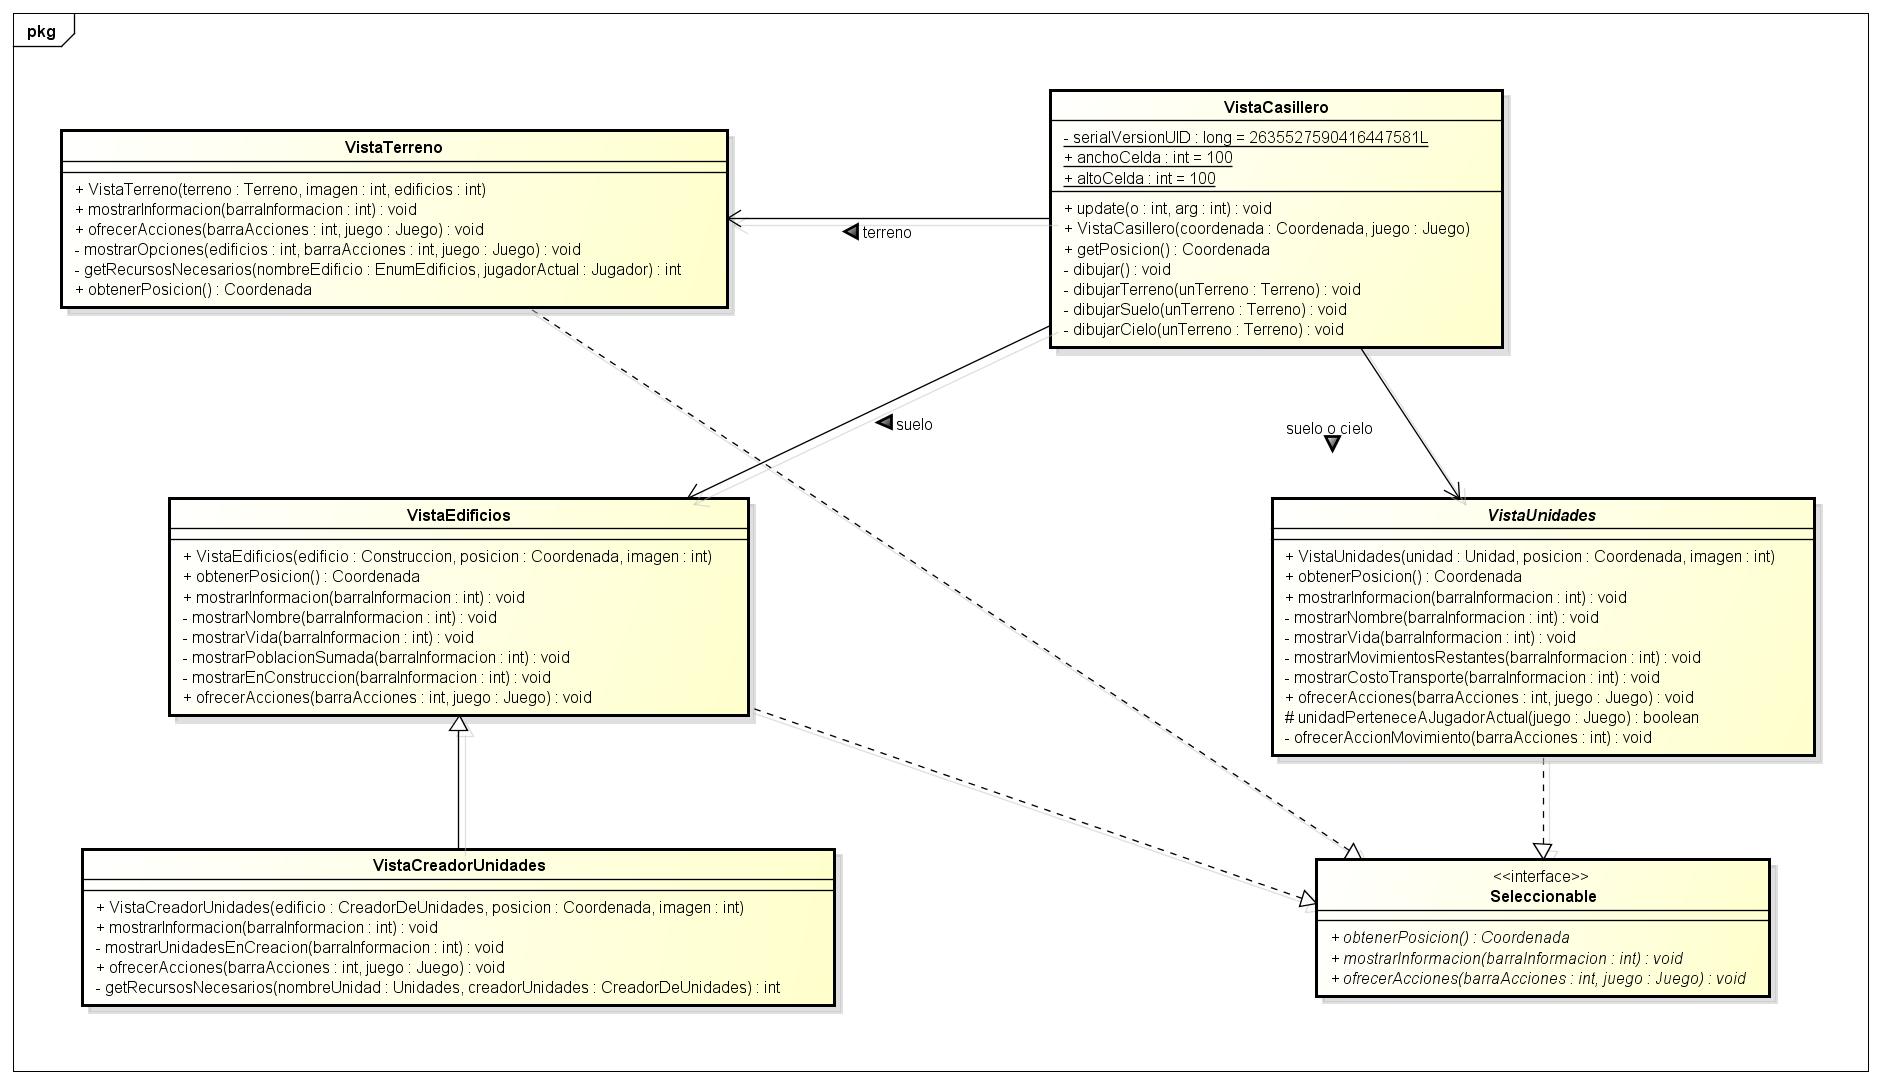 pkg
VistaTerreno
+ VistaTerreno(terreno : Terreno, imagen : int, edificios : int)
+ mostrarInformacion(barraInformacion : int) : void
+ ofrecerAcciones(barraAcciones : int, juego : Juego) : void
- mostrarOpciones(edificios : int, barraAcciones : int, juego : Juego) : void
- getRecursosNecesarios(nombreEdificio : EnumEdificios, jugadorActual : Jugador) : int
+ obtenerPosicion() : Coordenada
VistaCasillero
- serialVersionUID : long = 2635527590416447581L
+ anchoCelda : int = 100
+ altoCelda : int = 100
+ update(o : int, arg : int) : void
+ VistaCasillero(coordenada : Coordenada, juego : Juego)
+ getPosicion() : Coordenada
- dibujar() : void
- dibujarTerreno(unTerreno : Terreno) : void
- dibujarSuelo(unTerreno : Terreno) : void
- dibujarCielo(unTerreno : Terreno) : void
terreno
suelo
suelo o cielo
VistaEdificios
+ VistaEdificios(edificio : Construccion, posicion : Coordenada, imagen : int)
+ obtenerPosicion() : Coordenada
+ mostrarInformacion(barraInformacion : int) : void
- mostrarNombre(barraInformacion : int) : void
- mostrarVida(barraInformacion : int) : void
- mostrarPoblacionSumada(barraInformacion : int) : void
- mostrarEnConstruccion(barraInformacion : int) : void
+ ofrecerAcciones(barraAcciones : int, juego : Juego) : void
VistaUnidades
+ VistaUnidades(unidad : Unidad, posicion : Coordenada, imagen : int)
+ obtenerPosicion() : Coordenada
+ mostrarInformacion(barraInformacion : int) : void
- mostrarNombre(barraInformacion : int) : void
- mostrarVida(barraInformacion : int) : void
- mostrarMovimientosRestantes(barraInformacion : int) : void
- mostrarCostoTransporte(barraInformacion : int) : void
+ ofrecerAcciones(barraAcciones : int, juego : Juego) : void
# unidadPerteneceAJugadorActual(juego : Juego) : boolean
- ofrecerAccionMovimiento(barraAcciones : int) : void
VistaCreadorUnidades
+ VistaCreadorUnidades(edificio : CreadorDeUnidades, posicion : Coordenada, imagen : int)
+ mostrarInformacion(barraInformacion : int) : void
- mostrarUnidadesEnCreacion(barraInformacion : int) : void
+ ofrecerAcciones(barraAcciones : int, juego : Juego) : void
- getRecursosNecesarios(nombreUnidad : Unidades, creadorUnidades : CreadorDeUnidades) : int
<<interface>>
Seleccionable
+ obtenerPosicion() : Coordenada
+ mostrarInformacion(barraInformacion : int) : void
+ ofrecerAcciones(barraAcciones : int, juego : Juego) : void